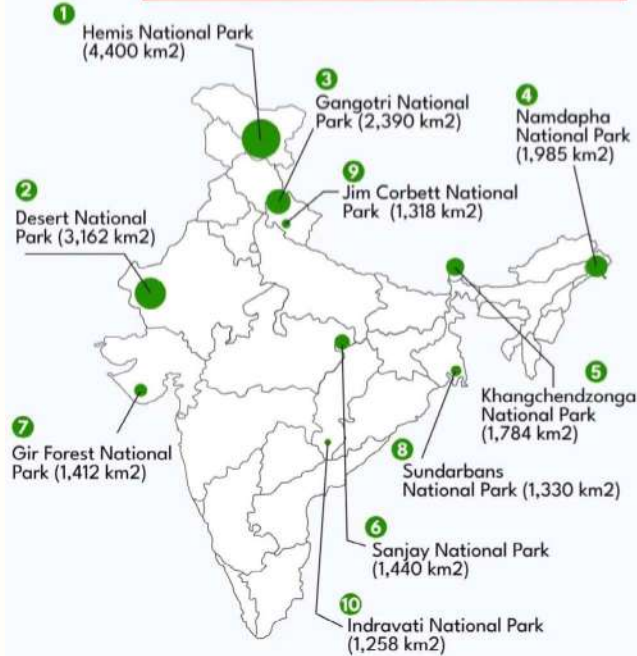 1
Hemis National Park
(4,400 km2)
3
Gangotri National
Park (2,390 km2)
4
Namdapha
National Park
(1,985 km2)
9
Jim Corbett National
Park (1,318 km2)
2
Desert National
Park (3,162 km2)
5
Khangchendzonga
National Park
(1,784 km2)
7
Gir Forest National
Park (1,412 km2)
8
Sundarbans
National Park (1,330 km2)
6
Sanjay National Park
(1,440 km2)
10
Indravati National Park
(1,258 km2)